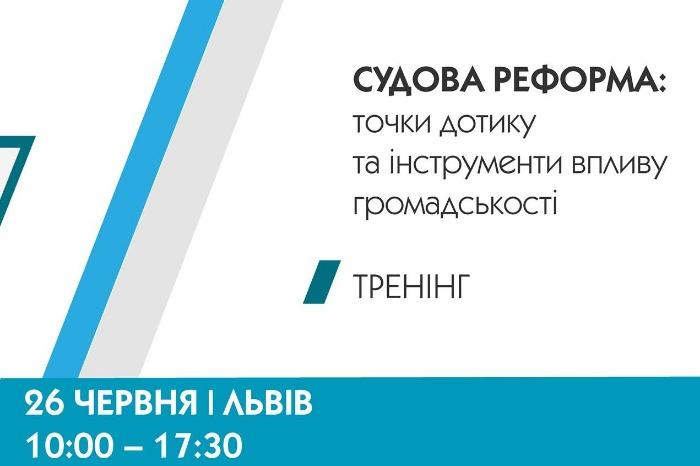 СУДОВА РЕФОРМА:
точки дотику
та інструменти впливу
громадськості
ТРЕНІНГ
26 ЧЕРВНЯ | ЛЬВІВ
10:00 – 17:30